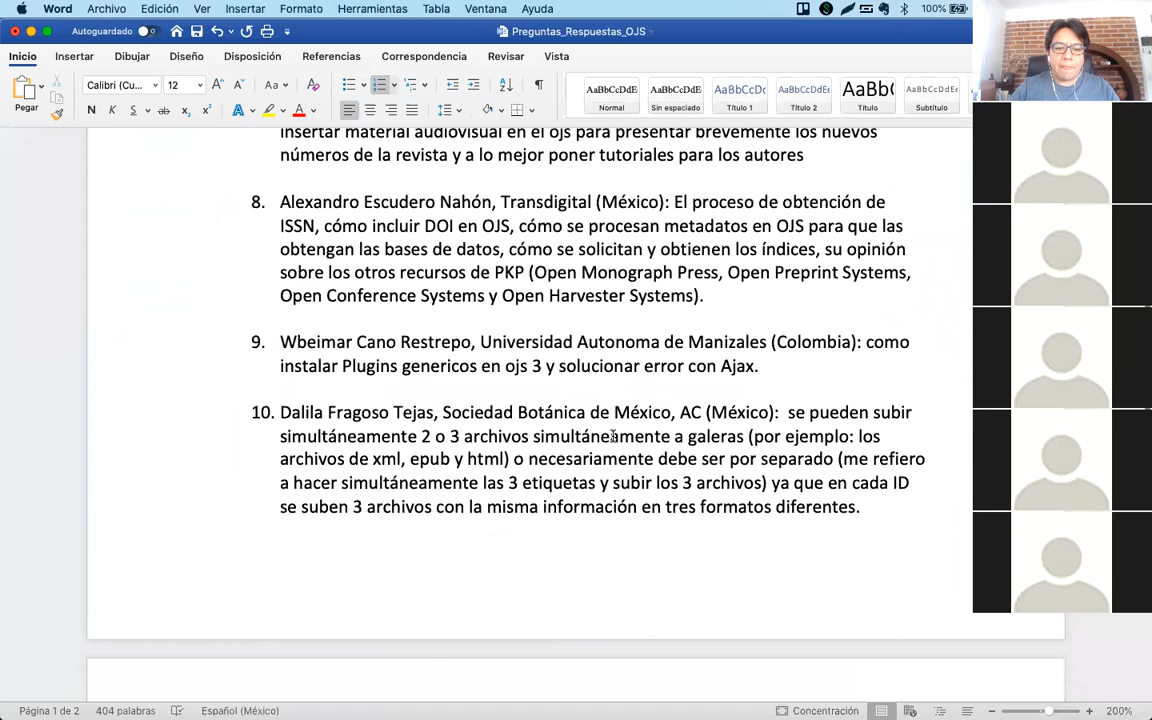 Word Archivo Edición Ver Insertar Formato Herramientas Tabla Ventana Ayuda 100%
Autoguardado Preguntas_Respuestas_OJS
Inicio Insertar Dibujar Diseño Disposición Referencias Correspondencia Revisar Vista
Pegar
Calibri (Cu... 12 A A Aa
N K S ab x₂ x² A A
AaBbCcDdE AaBbCcDdE AaBbCcDc AaBbCcDdE AaBb( AaBbCcDdE
Normal Sin espaciado Título 1 Título 2 Título Subtítulo
insertar material audiovisual en el ojs para presentar brevemente los nuevos
números de la revista y a lo mejor poner tutoriales para los autores
8. Alexandro Escudero Nahón, Transdigital (México): El proceso de obtención de
ISSN, cómo incluir DOI en OJS, cómo se procesan metadatos en OJS para que las
obtengan las bases de datos, cómo se solicitan y obtienen los índices, su opinión
sobre los otros recursos de PKP (Open Monograph Press, Open Preprint Systems,
Open Conference Systems y Open Harvester Systems).
9. Wbeimar Cano Restrepo, Universidad Autonoma de Manizales (Colombia): como
instalar Plugins genericos en ojs 3 y solucionar error con Ajax.
10. Dalila Fragoso Tejas, Sociedad Botánica de México, AC (México): se pueden subir
simultáneamente 2 o 3 archivos simultáneamente a galeras (por ejemplo: los
archivos de xml, epub y html) o necesariamente debe ser por separado (me refiero
a hacer simultáneamente las 3 etiquetas y subir los 3 archivos) ya que en cada ID
se suben 3 archivos con la misma información en tres formatos diferentes.
Página 1 de 2 404 palabras Español (México) Concentración 200%